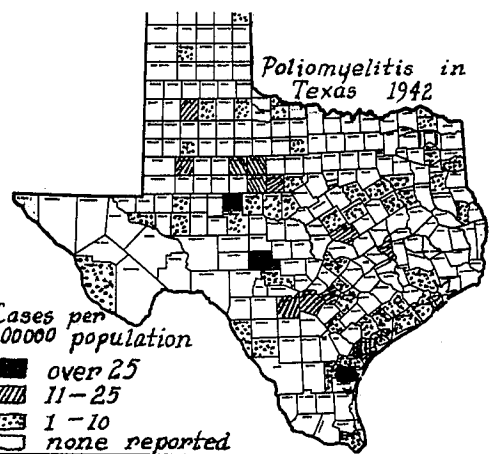 Poliomyelitis in
Texas 1942
Cases per
00000 population
over 25
11-25
1-10
none reported